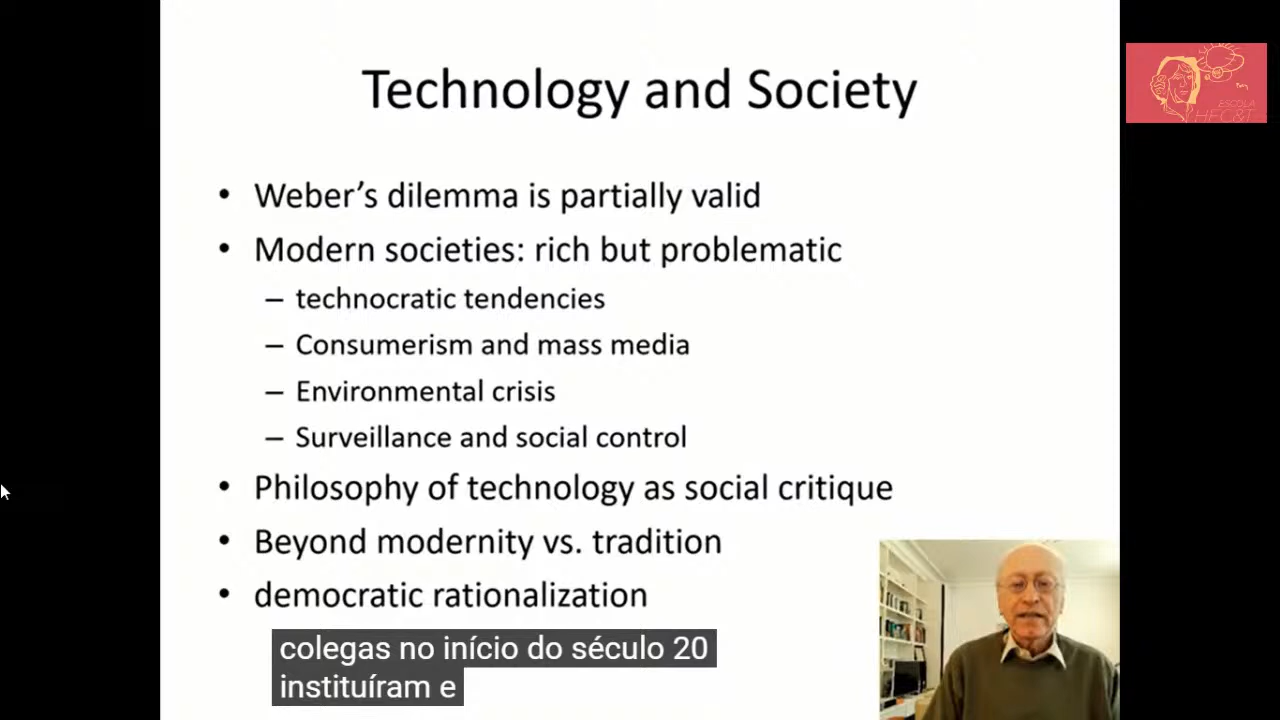 Technology and Society
• Weber’s dilemma is partially valid
• Modern societies: rich but problematic
– technocratic tendencies
– Consumerism and mass media
– Environmental crisis
– Surveillance and social control
• Philosophy of technology as social critique
• Beyond modernity vs. tradition
• democratic rationalization
colegas no início do século 20
instituíram e
ESCOLA
HFC&T